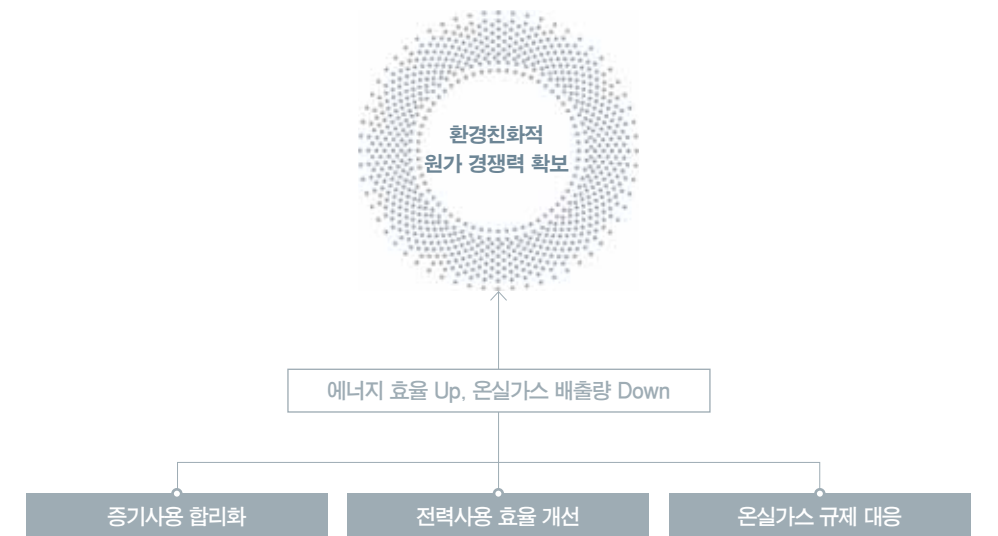 환경친화적
원가 경쟁력 확보
에너지 효율 Up, 온실가스 배출량 Down
증기사용 합리화
전력사용 효율 개선
온실가스 규제 대응